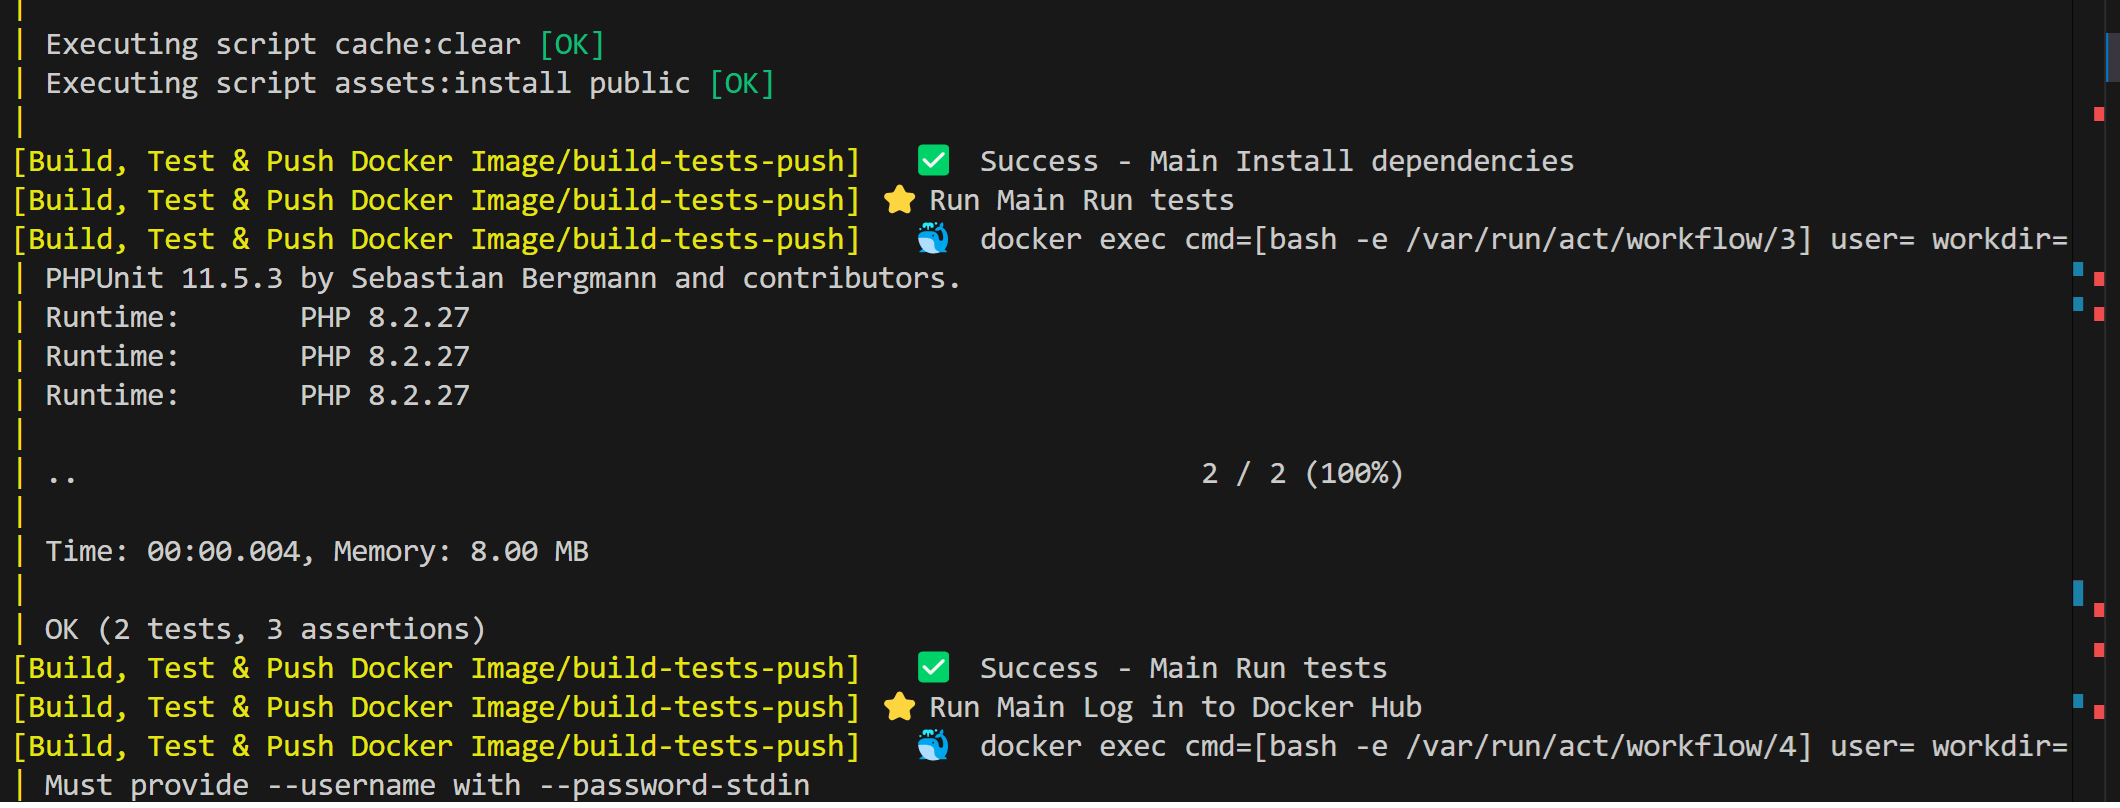 Executing script cache:clear [OK]
Executing script assets:install public [OK]
[Build, Test & Push Docker Image/build-tests-push] ✅ Success - Main Install dependencies
[Build, Test & Push Docker Image/build-tests-push] ⭐ Run Main Run tests
[Build, Test & Push Docker Image/build-tests-push] 🐳 docker exec cmd=[bash -e /var/run/act/workflow/3] user= workdir=
| PHPUnit 11.5.3 by Sebastian Bergmann and contributors.
| Runtime:       PHP 8.2.27
| Runtime:       PHP 8.2.27
| Runtime:       PHP 8.2.27
|
| ..                                                                  2 / 2 (100%)
|
| Time: 00:00.004, Memory: 8.00 MB
|
| OK (2 tests, 3 assertions)
[Build, Test & Push Docker Image/build-tests-push] ✅ Success - Main Run tests
[Build, Test & Push Docker Image/build-tests-push] ⭐ Run Main Log in to Docker Hub
[Build, Test & Push Docker Image/build-tests-push] 🐳 docker exec cmd=[bash -e /var/run/act/workflow/4] user= workdir=
| Must provide --username with --password-stdin